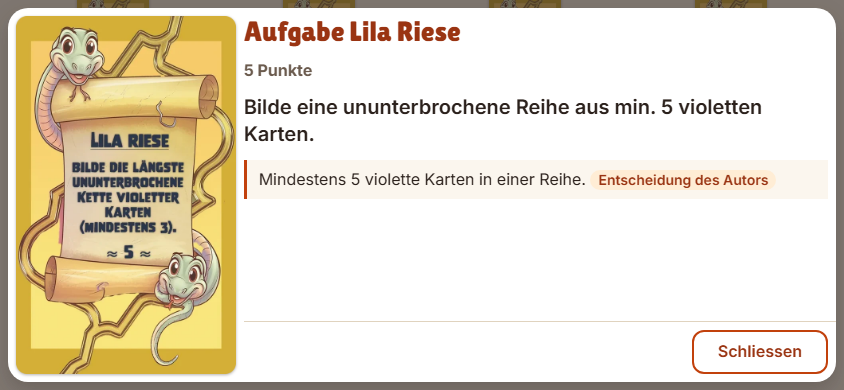 LILA RIESE
BILDE DIE LÄNGSTE
UNUNTERBROCHENE
KETTE VIOLETTER
KARTEN
(MINDESTENS 3).
≈ 5 ≈
Aufgabe Lila Riese
5 Punkte
Bilde eine ununterbrochene Reihe aus min. 5 violetten
Karten.
Mindestens 5 violette Karten in einer Reihe. Entscheidung des Autors
Schliessen